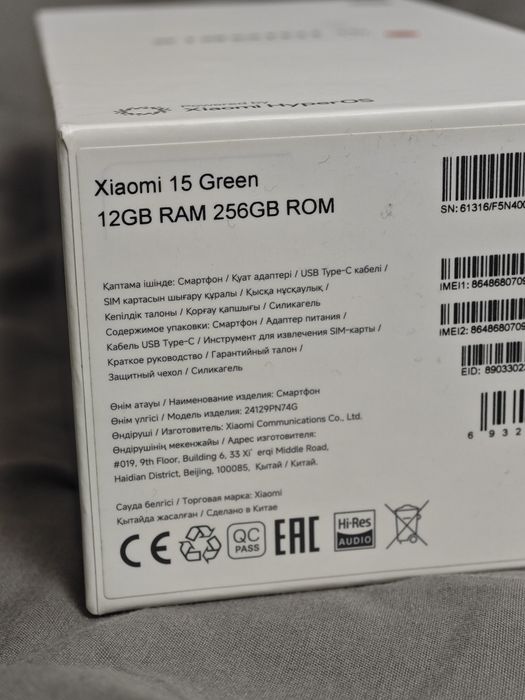 Powered by
Xiaomi HyperOS
Xiaomi 15 Green
12GB RAM 256GB ROM
SN: 61316/F5N400
Қаптама ішінде: Смартфон / Қуат адаптері / USB Type-C кабелі /
SIM картасын шығару құралы / Қысқа нұсқаулық /
Кепілдік талоны / Қорғау қапшығы / Силикагель
Содержимое упаковки: Смартфон / Адаптер питания /
Кабель USB Type-C / Инструмент для извлечения SIM-карты /
Краткое руководство / Гарантийный талон /
Защитный чехол / Силикагель
IMEI1: 8648680709
IMEI2: 8648680709
EID: 8903302
6 932
Өнім атауы / Наименование изделия: Смартфон
Өнім үлгісі / Модель изделия: 24129PN74G
Өндіруші / Изготовитель: Xiaomi Communications Co., Ltd.
Өндірушінің мекенжайы / Адрес изготовителя:
#019, 9th Floor, Building 6, 33 Xi' erqi Middle Road,
Haidian District, Beijing, 100085, Қытай / Китай.
Сауда белгісі / Торговая марка: Xiaomi
Қытайда жасалған / Сделано в Китае
CE
QC
PASS
EAC
Hi-Res
AUDIO